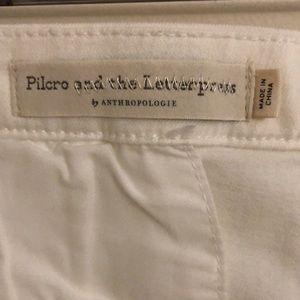 Pilcro and the Letterpress
by ANTHROPOLOGIE
MADE IN
CHINA